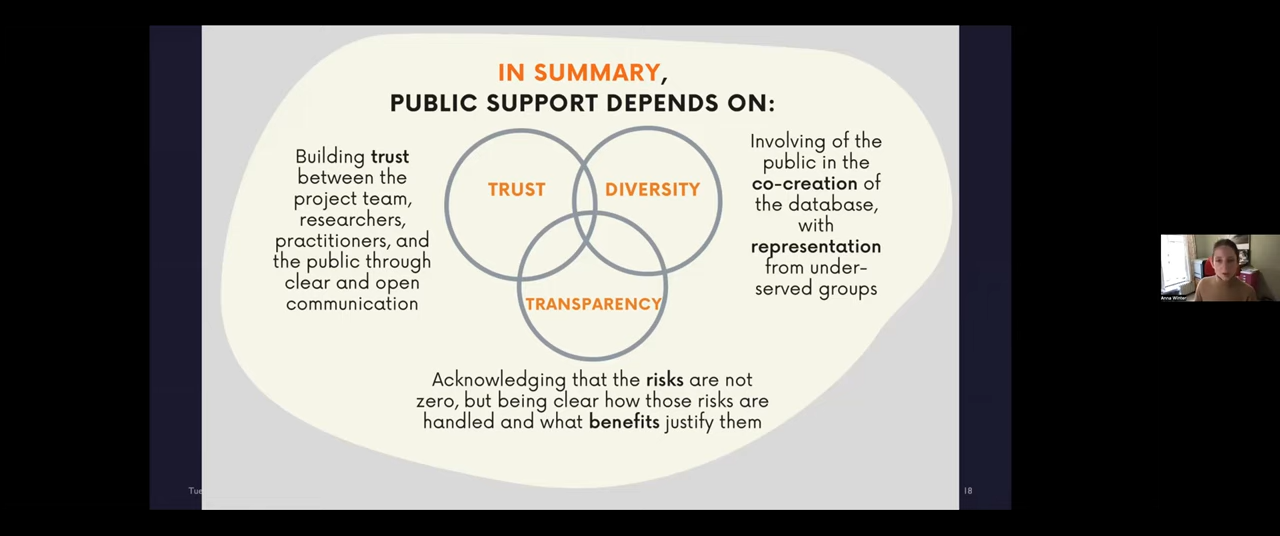 IN SUMMARY,
PUBLIC SUPPORT DEPENDS ON:
Building trust
between the
project team,
researchers,
practitioners, and
the public through
clear and open
communication
TRUST
DIVERSITY
TRANSPARENCY
Involving of the
public in the
co-creation of
the database,
with
representation
from under-
served groups
Acknowledging that the risks are not
zero, but being clear how those risks are
handled and what benefits justify them
Tue
18
Anna Winter